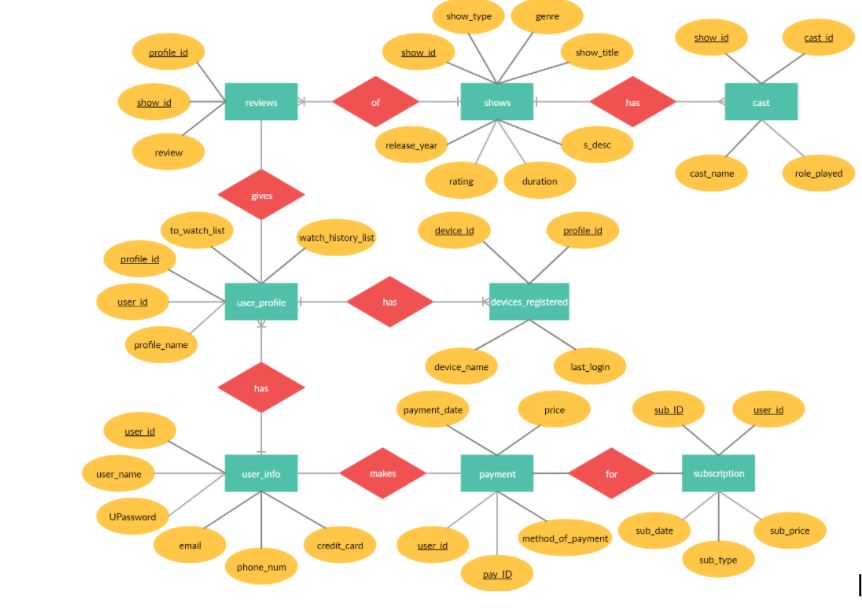 show_type
genre
profile_id
show_id
show_title
show_id
cast_id
show_id
reviews
of
shows
has
cast
review
release_year
s_desc
rating
duration
cast_name
role_played
gives
to_watch_list
watch_history_list
device_id
profile_id
profile_id
user_id
user_profile
has
devices_registered
profile_name
device_name
last_login
has
payment_date
price
sub_ID
user_id
user_id
user_name
user_info
makes
payment
for
subscription
UPassword
email
phone_num
credit_card
user_id
pay_ID
method_of_payment
sub_date
sub_type
sub_price